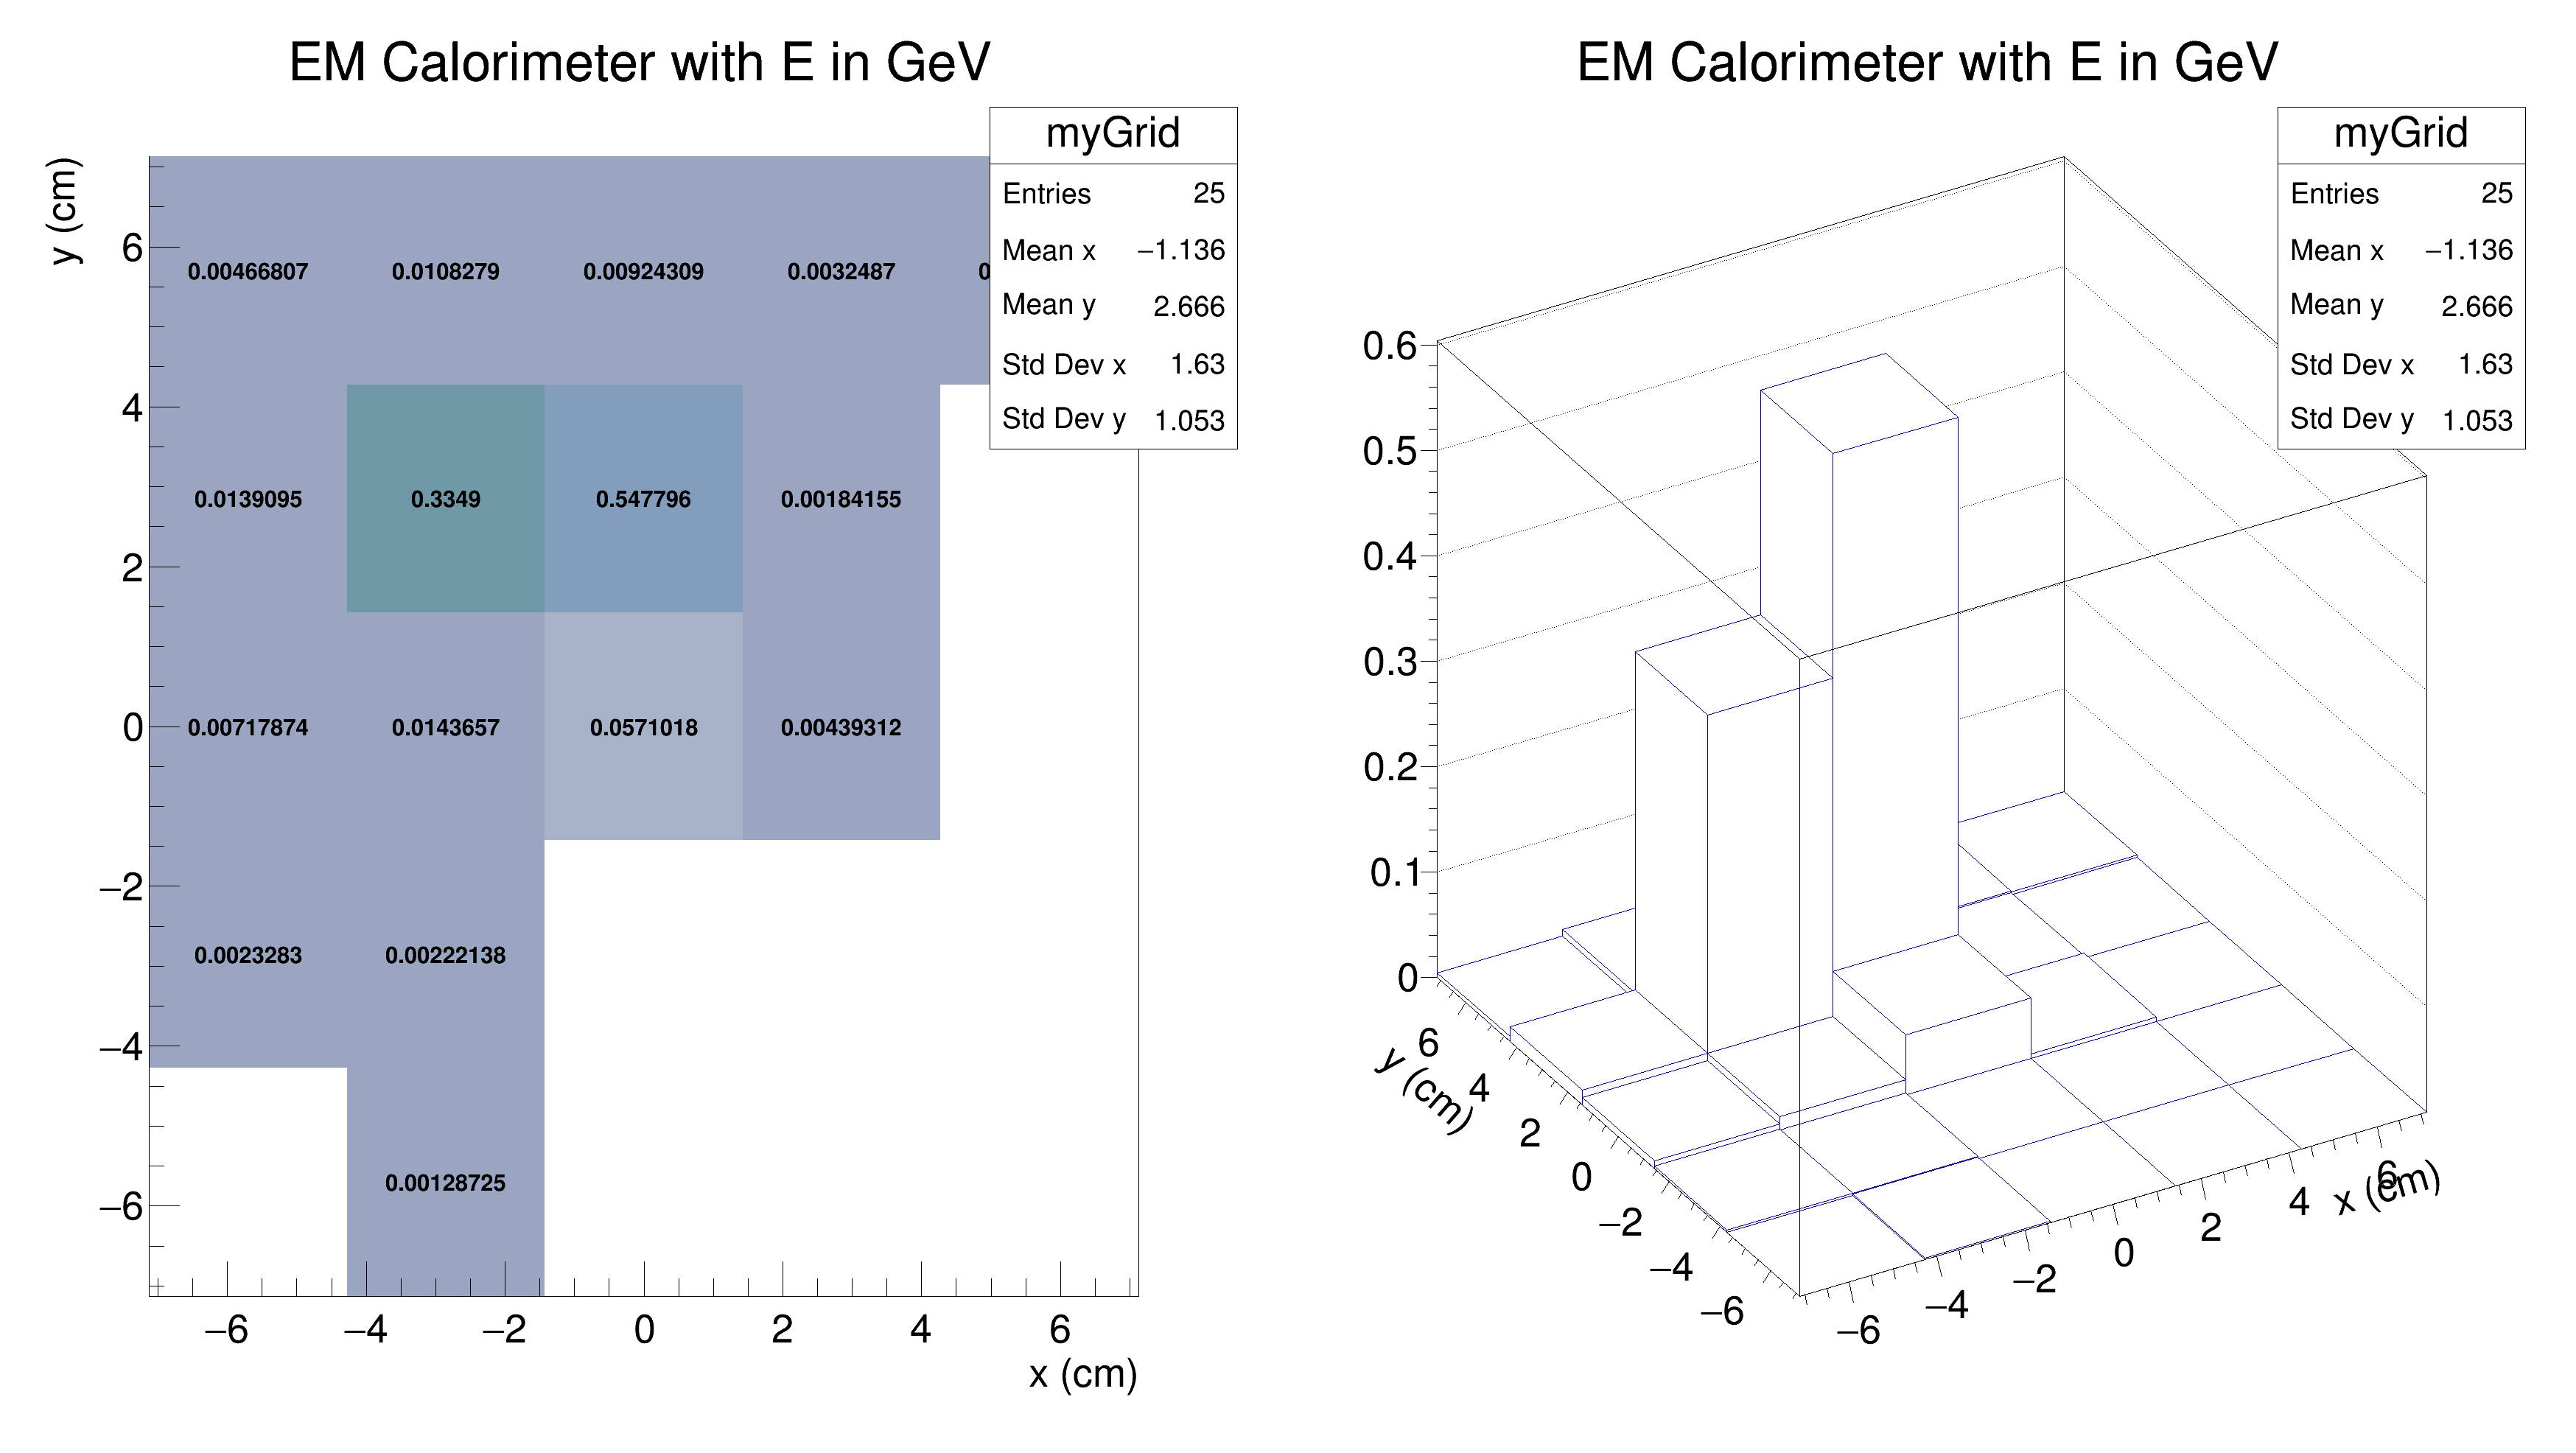 EM Calorimeter with E in GeV
myGrid
Entries 25
Mean x −1.136
Mean y 2.666
Std Dev x 1.63
Std Dev y 1.053
y (cm)
6
4
2
0
−2
−4
−6
0.00466807 0.0108279 0.00924309 0.0032487
0.0139095 0.3349 0.547796 0.00184155
0.00717874 0.0143657 0.0571018 0.00439312
0.0023283 0.00222138
0.00128725
−6 −4 −2 0 2 4 6
x (cm)
EM Calorimeter with E in GeV
myGrid
Entries 25
Mean x −1.136
Mean y 2.666
Std Dev x 1.63
Std Dev y 1.053
0.6
0.5
0.4
0.3
0.2
0.1
0
6
4
2
0
−2
−4
−6
y (cm)
−6
−4
−2
0
2
4
6
x (cm)